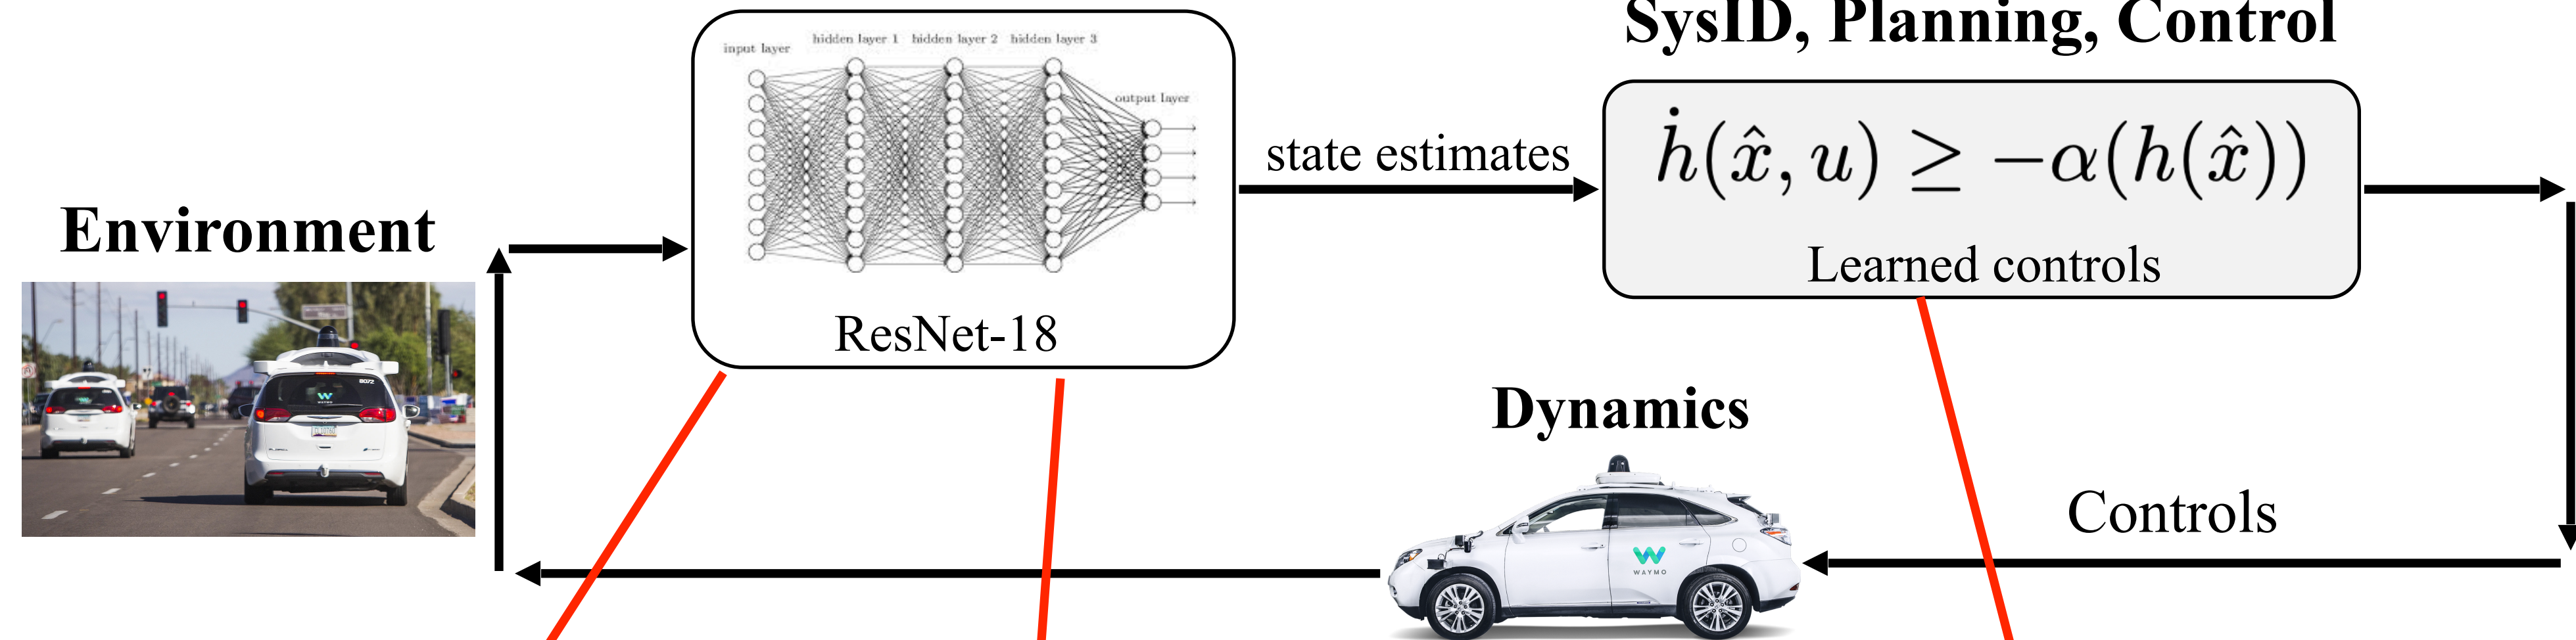 SysID, Planning, Control
input layer
hidden layer 1 hidden layer 2 hidden layer 3
output layer
ResNet-18
state estimates
ḣ(x̂, u) ≥ −α(h(x̂))
Learned controls
Environment
Dynamics
WAYMO
Controls